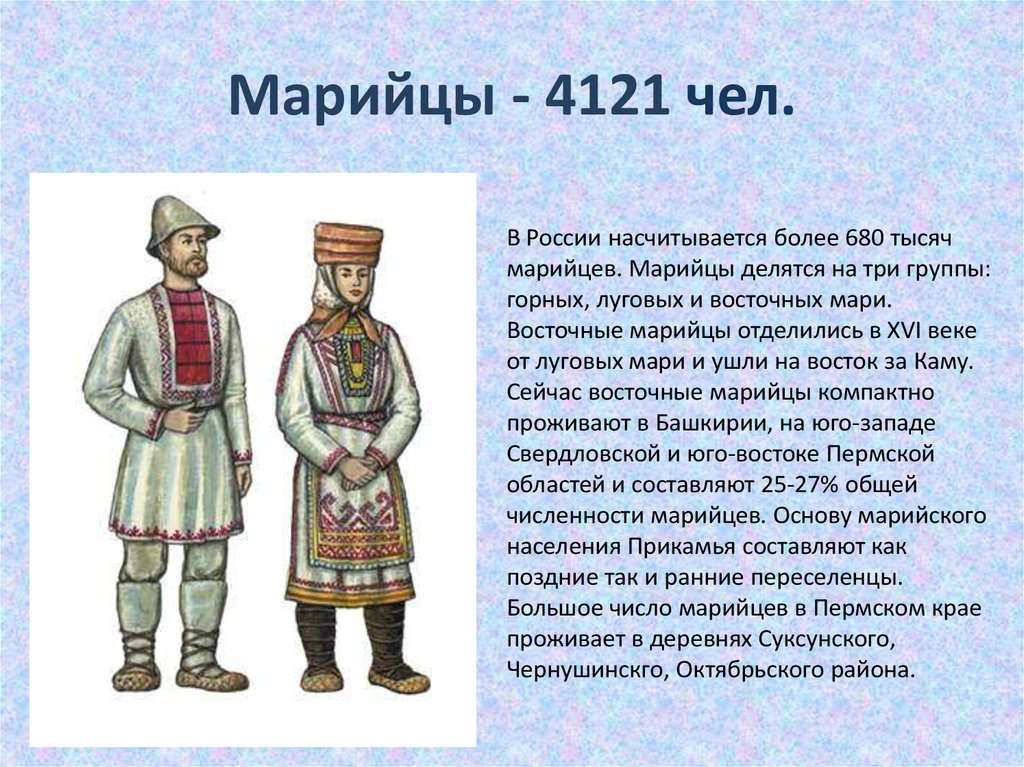 Марийцы - 4121 чел.
В России насчитывается более 680 тысяч
марийцев. Марийцы делятся на три группы:
горных, луговых и восточных мари.
Восточные марийцы отделились в XVI веке
от луговых мари и ушли на восток за Каму.
Сейчас восточные марийцы компактно
проживают в Башкирии, на юго-западе
Свердловской и юго-востоке Пермской
областей и составляют 25-27% общей
численности марийцев. Основу марийского
населения Прикамья составляют как
поздние так и ранние переселенцы.
Большое число марийцев в Пермском крае
проживает в деревнях Суксунского,
Чернушинскго, Октябрьского района.